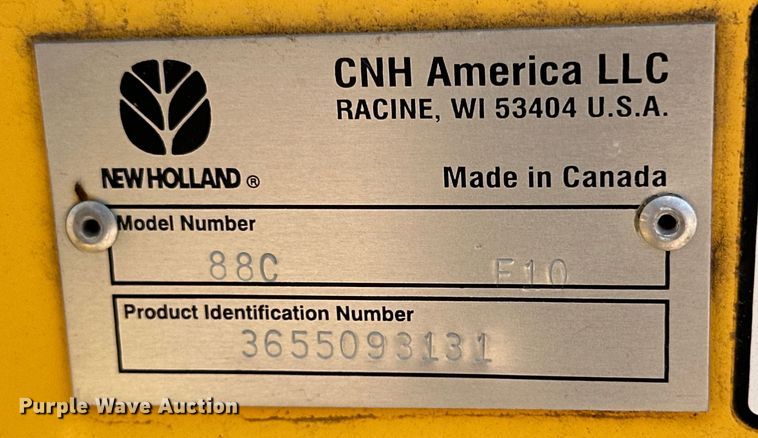 CNH America LLC
RACINE, WI 53404 U.S.A.
NEW HOLLAND ®
Made in Canada
Model Number
88C F10
Product Identification Number
3655093131
Purple Wave Auction